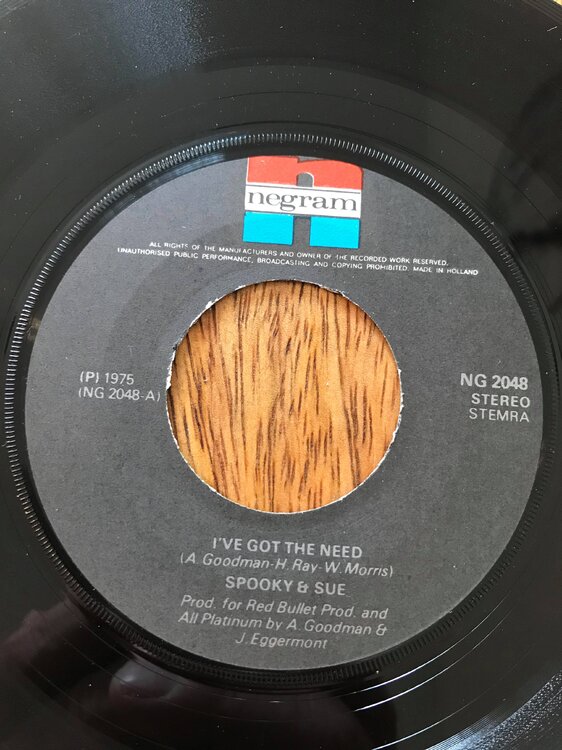 negram
ALL RIGHTS OF THE MANUFACTURERS AND OWNER OF THE RECORDED WORK RESERVED.
UNAUTHORISED PUBLIC PERFORMANCE, BROADCASTING AND COPYING PROHIBITED. MADE IN HOLLAND
(P) 1975
(NG 2048-A)
NG 2048
STEREO
STEMRA
I'VE GOT THE NEED
(A. Goodman-H. Ray-W. Morris)
SPOOKY & SUE
Prod. for Red Bullet Prod. and
All Platinum by A. Goodman &
J. Eggermont